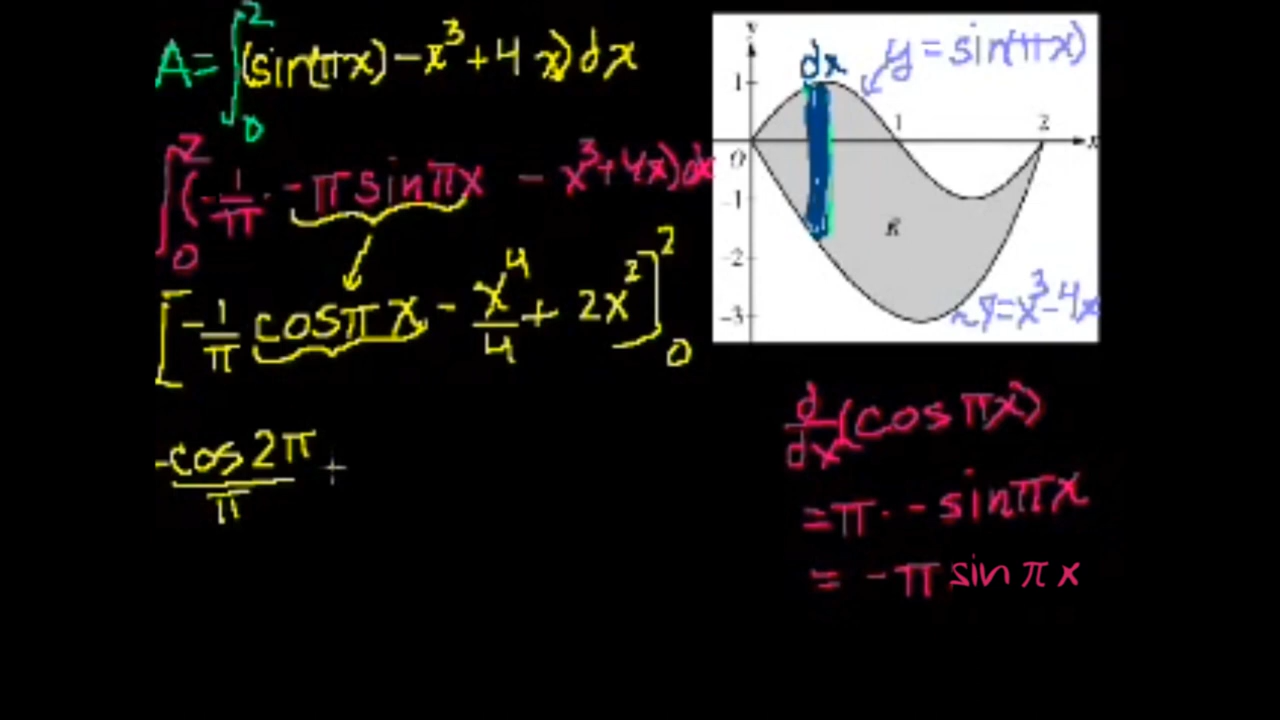 A = ∫₀² (sin(πx) − x³ + 4x) dx
∫₀² (−1/π · −π sin πx − x³ + 4x) dx
[−1/π cos πx − x⁴/4 + 2x²]₀²
−cos 2π/π
y
dx
y = sin(πx)
1
1
2
x
O
-1
R
-2
-3
y = x³ − 4x
d/dx (cos πx)
= π · − sin πx
= −π sin πx